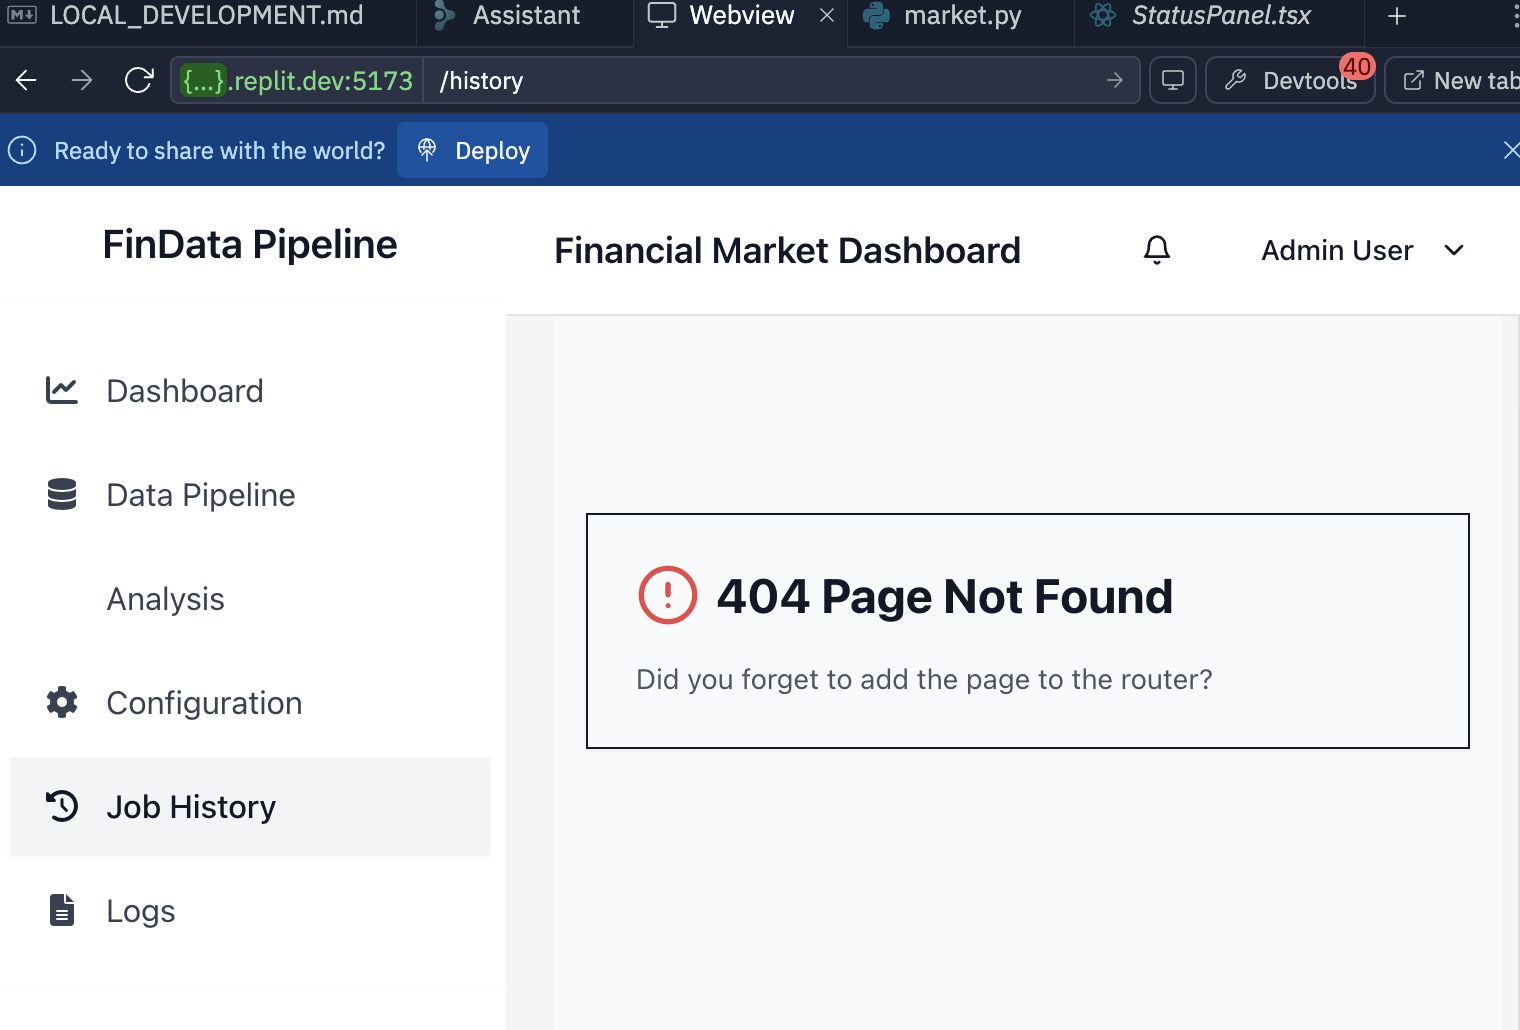 LOCAL_DEVELOPMENT.md
Assistant
Webview
market.py
StatusPanel.tsx
{...}.replit.dev:5173
/history
Devtools
40
New tab
Ready to share with the world?
Deploy
FinData Pipeline
Financial Market Dashboard
Admin User
Dashboard
Data Pipeline
Analysis
Configuration
Job History
Logs
404 Page Not Found
Did you forget to add the page to the router?